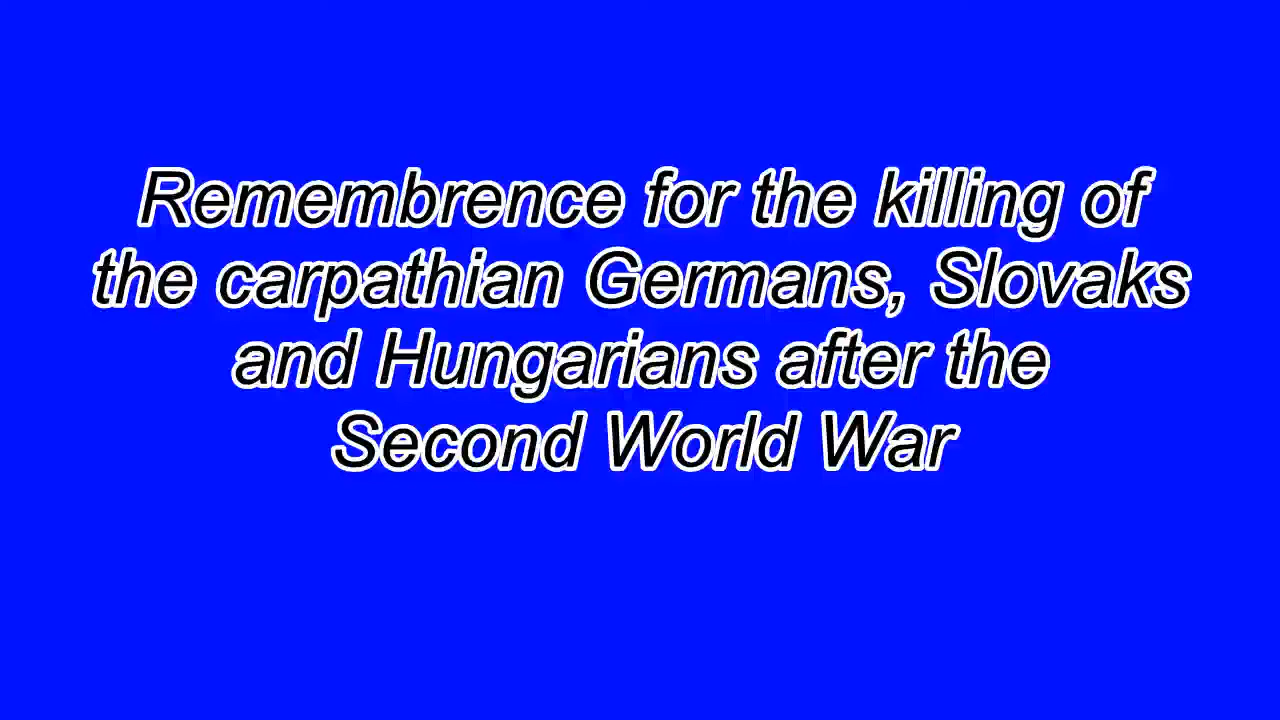 Remembrence for the killing of
the carpathian Germans, Slovaks
and Hungarians after the
Second World War